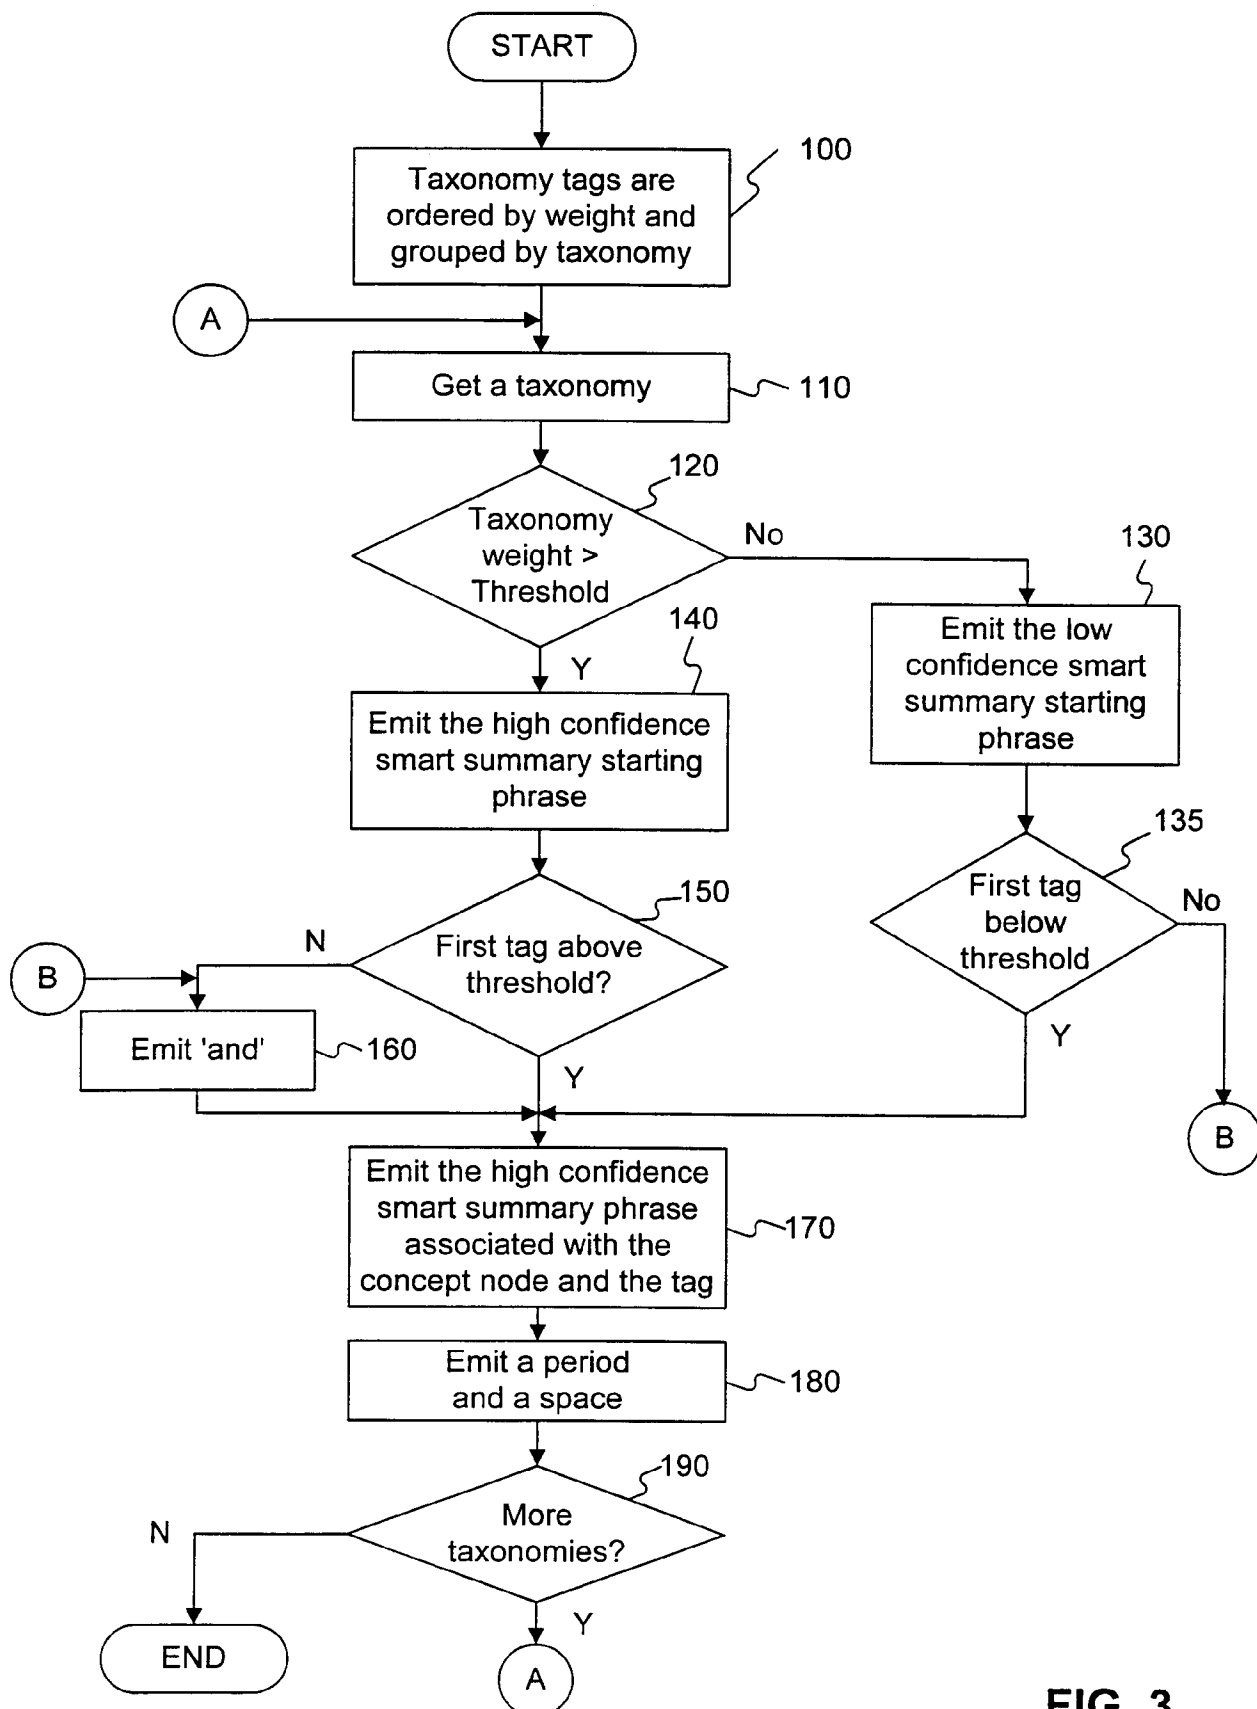 START
100
Taxonomy tags are
ordered by weight and
grouped by taxonomy
A
Get a taxonomy
110
120
Taxonomy
weight >
Threshold
No
130
Emit the low
confidence smart
summary starting
phrase
140
Y
Emit the high confidence
smart summary starting
phrase
135
First tag
below
threshold
No
150
First tag above
threshold?
N
B
Emit 'and'
160
Y
Y
B
Emit the high confidence
smart summary phrase
associated with the
concept node and the tag
170
Emit a period
and a space
180
190
More
taxonomies?
N
Y
END
A
FIG. 3